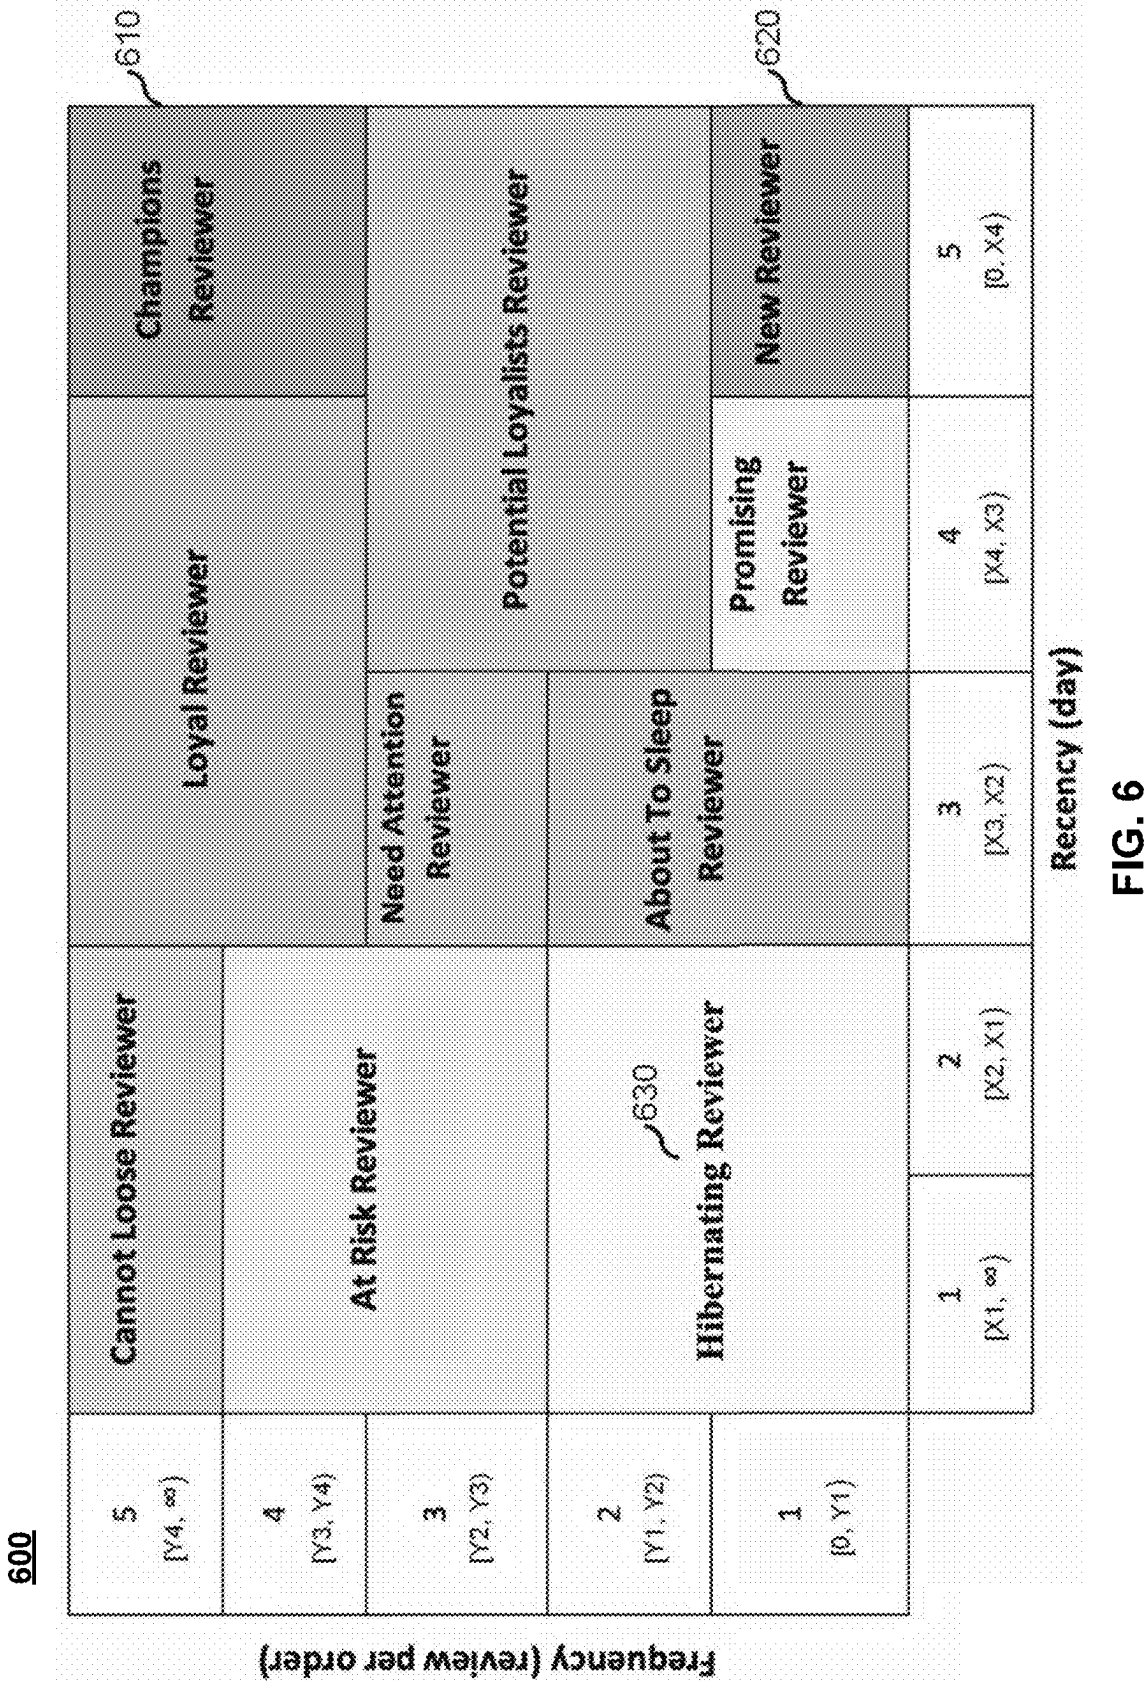 600
Frequency (review per order)
5
[Y4, ∞)
4
[Y3, Y4)
3
[Y2, Y3)
2
[Y1, Y2)
1
[0, Y1)
Cannot Loose Reviewer
Loyal Reviewer
Champions
Reviewer
610
At Risk Reviewer
Need Attention
Reviewer
Potential Loyalists Reviewer
Hibernating Reviewer
630
About To Sleep
Reviewer
Promising
Reviewer
New Reviewer
620
1
[X1, ∞)
2
[X2, X1)
3
[X3, X2)
4
[X4, X3)
5
[0, X4)
Recency (day)
FIG. 6